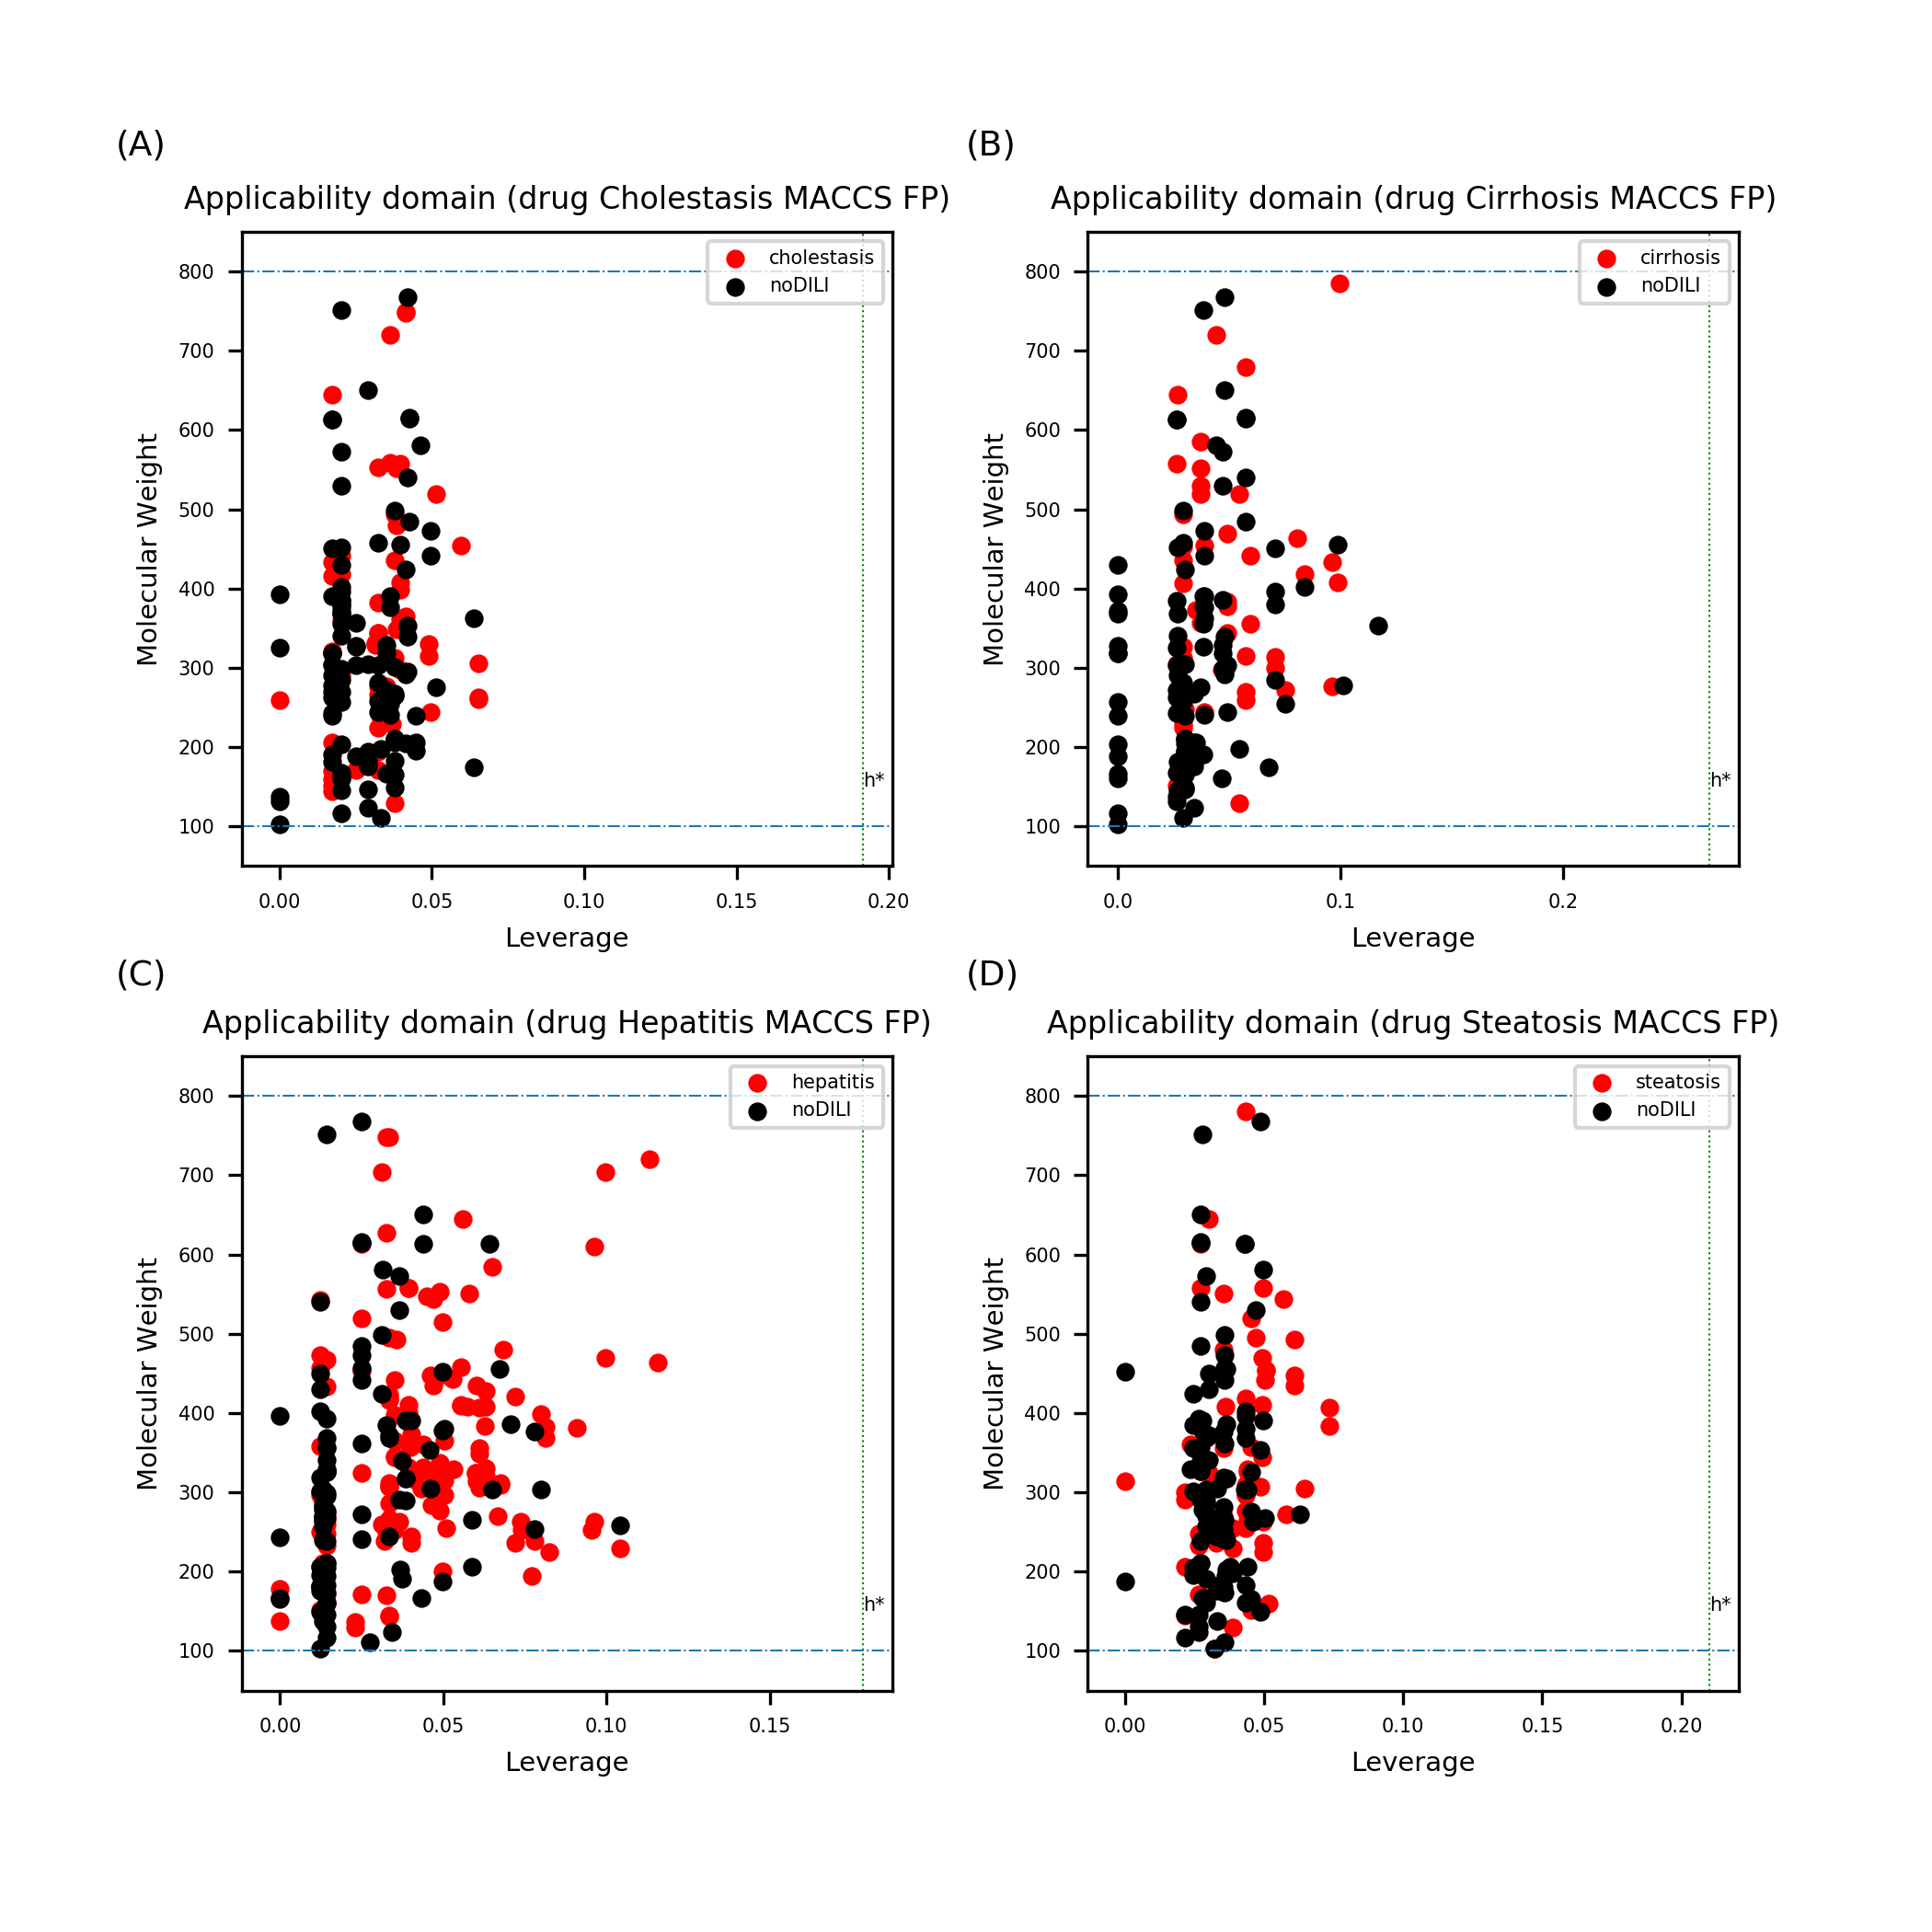 (A)
Applicability domain (drug Cholestasis MACCS FP)
cholestasis
noDILI
800
700
600
500
400
300
200
100
Molecular Weight
h*
0.00 0.05 0.10 0.15 0.20
Leverage
(B)
Applicability domain (drug Cirrhosis MACCS FP)
cirrhosis
noDILI
800
700
600
500
400
300
200
100
Molecular Weight
h*
0.0 0.1 0.2
Leverage
(C)
Applicability domain (drug Hepatitis MACCS FP)
hepatitis
noDILI
800
700
600
500
400
300
200
100
Molecular Weight
h*
0.00 0.05 0.10 0.15
Leverage
(D)
Applicability domain (drug Steatosis MACCS FP)
steatosis
noDILI
800
700
600
500
400
300
200
100
Molecular Weight
h*
0.00 0.05 0.10 0.15 0.20
Leverage